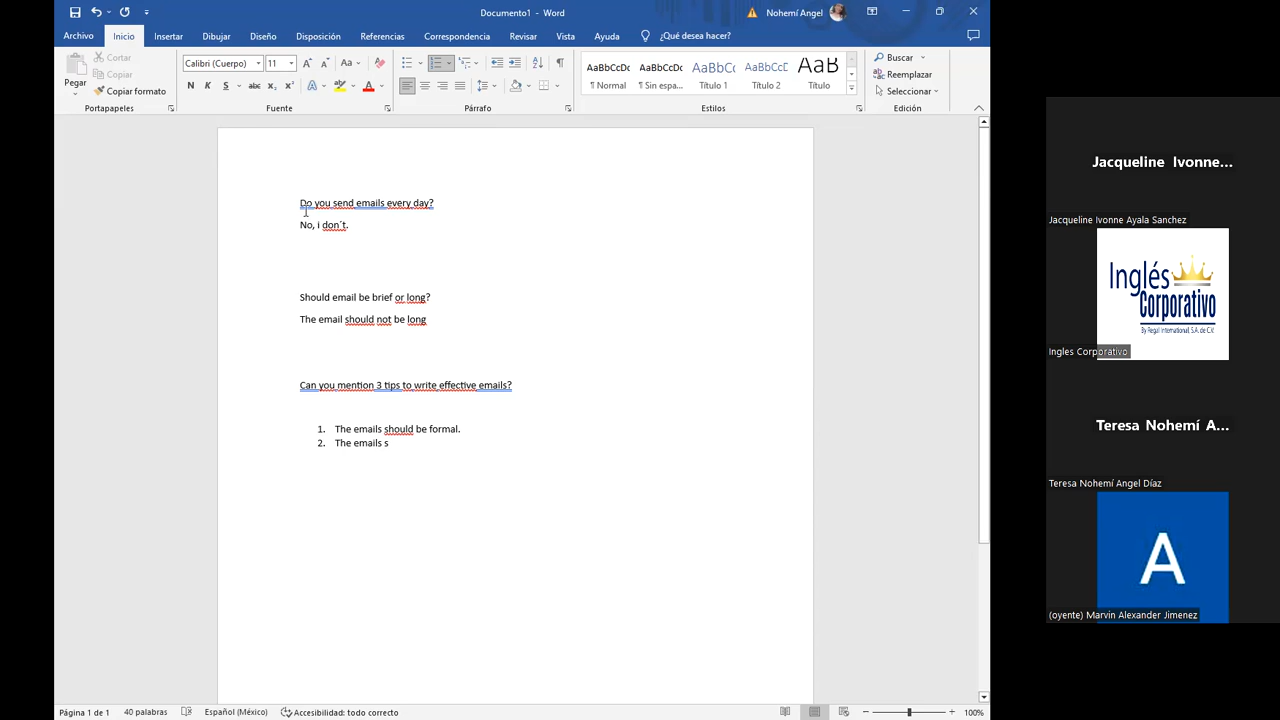 Documento1 - Word
Nohemí Angel
Archivo
Inicio
Insertar
Dibujar
Diseño
Disposición
Referencias
Correspondencia
Revisar
Vista
Ayuda
¿Qué desea hacer?
Pegar
Cortar
Copiar
Copiar formato
Calibri (Cuerpo)
11
Aa
N K S abc
AaBbCcDc
¶ Normal
AaBbCcDc
¶ Sin espa...
AaBbCc
Título 1
AaBbCcE
Título 2
AaB
Título
Buscar
Reemplazar
Seleccionar
Portapapeles
Fuente
Párrafo
Estilos
Edición
Do you send emails every day?
No, i don´t.
Should email be brief or long?
The email should not be long
Can you mention 3 tips to write effective emails?
1. The emails should be formal.
2. The emails s
Página 1 de 1
40 palabras
Español (México)
Accesibilidad: todo correcto
100%
Jacqueline Ivonne...
Jacqueline Ivonne Ayala Sanchez
Inglés
Corporativo
By Regal International, S.A. de C.V.
Ingles Corporativo
Teresa Nohemí A...
Teresa Nohemí Angel Díaz
A
(oyente) Marvin Alexander Jimenez